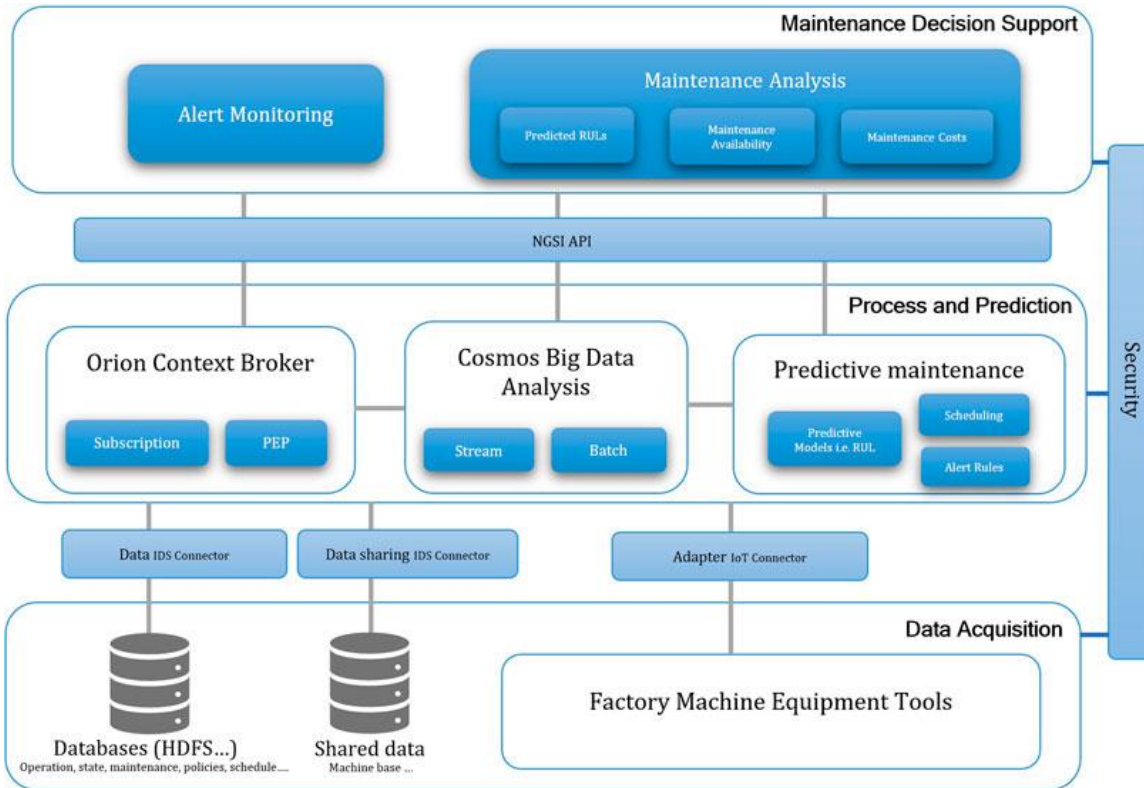 Maintenance Decision Support
Alert Monitoring
Maintenance Analysis
Predicted RULs
Maintenance
Availability
Maintenance Costs
NGSI API
Security
Process and Prediction
Orion Context Broker
Subscription
PEP
Cosmos Big Data
Analysis
Stream
Batch
Predictive maintenance
Predictive
Models i.e. RUL
Scheduling
Alert Rules
Data IDS Connector
Data sharing IDS Connector
Adapter IoT Connector
Data Acquisition
Databases (HDFS...)
Operation, state, maintenance, policies, schedule....
Shared data
Machine base ...
Factory Machine Equipment Tools